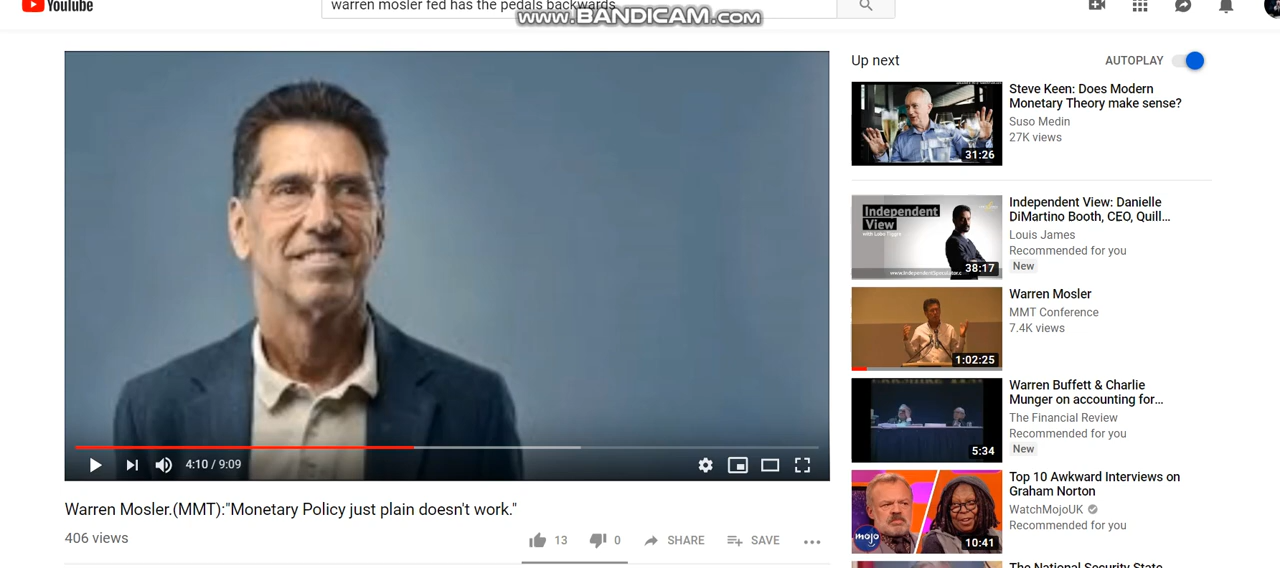 YouTube
warren mosler fed has the pedals backwards
www.BANDICAM.com
Up next
AUTOPLAY
31:26
Steve Keen: Does Modern
Monetary Theory make sense?
Suso Medin
27K views
Independent
View
38:17
Independent View: Danielle
DiMartino Booth, CEO, Quill...
Louis James
Recommended for you
New
1:02:25
Warren Mosler
MMT Conference
7.4K views
5:34
Warren Buffett & Charlie
Munger on accounting for...
The Financial Review
Recommended for you
New
mojo
10:41
Top 10 Awkward Interviews on
Graham Norton
WatchMojoUK
Recommended for you
The National Security State
4:10 / 9:09
Warren Mosler.(MMT):"Monetary Policy just plain doesn't work."
406 views
13
0
SHARE
SAVE